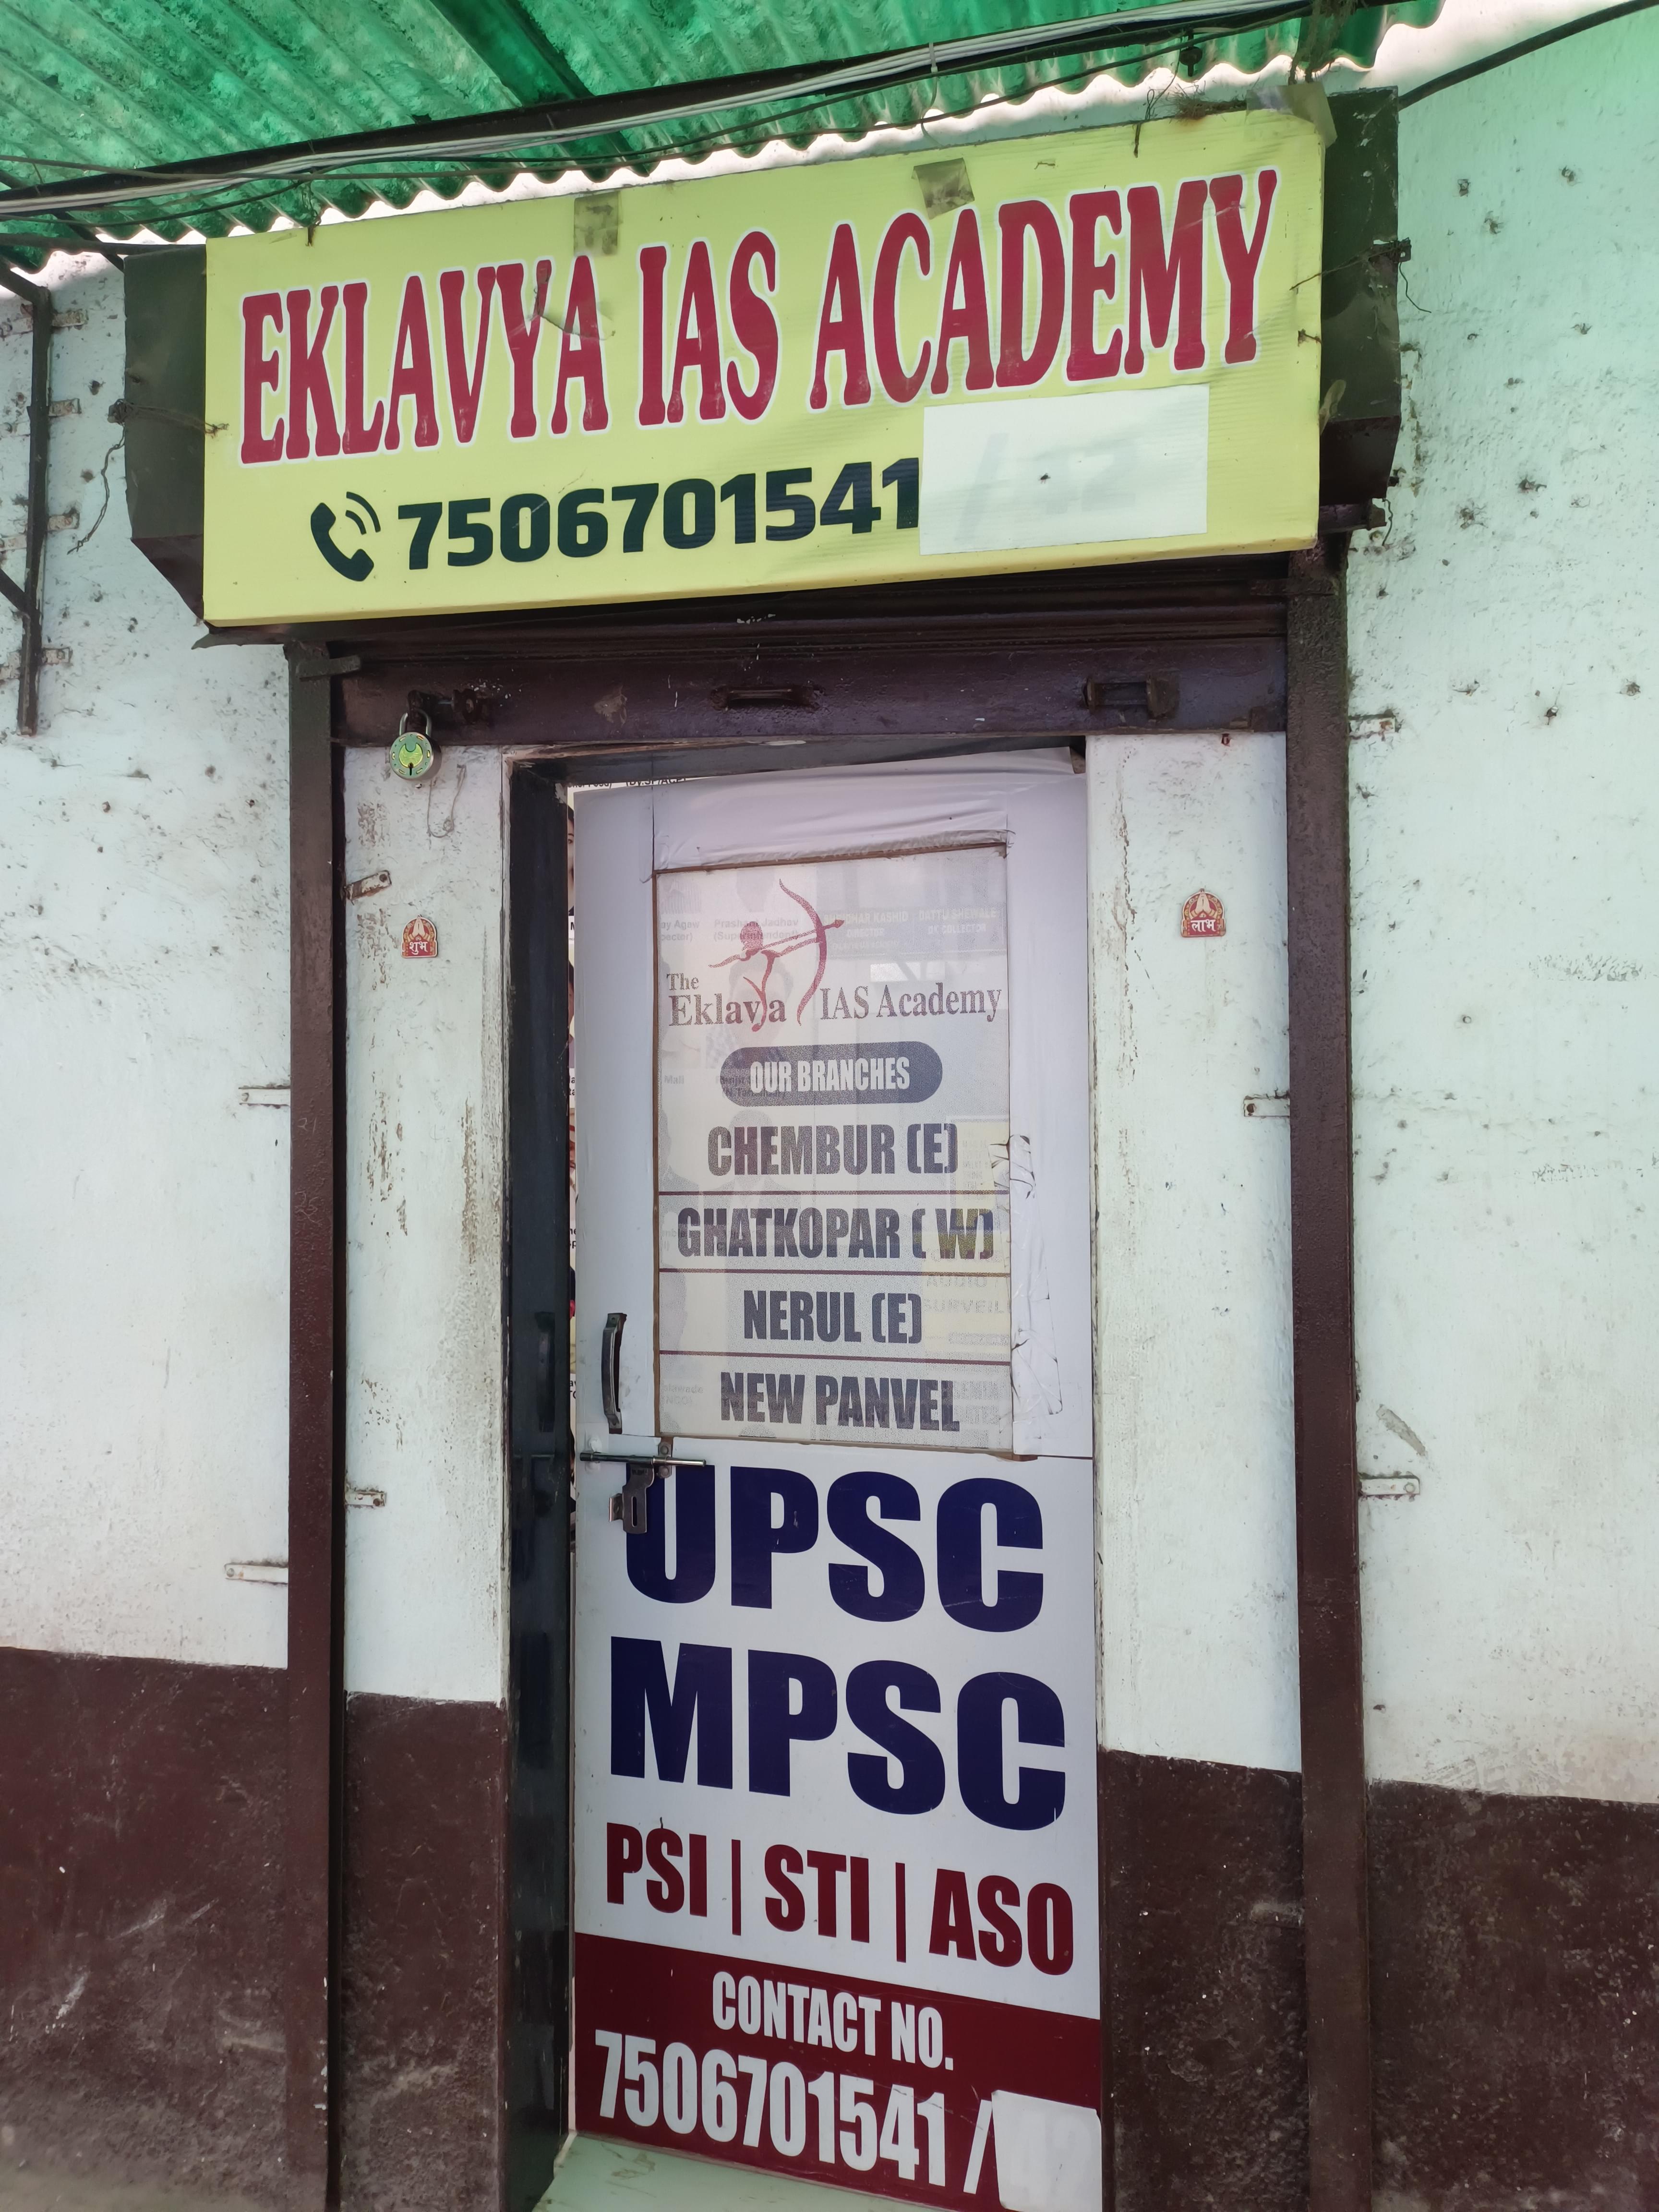 EKLAVYA IAS ACADEMY
7506701541
/42
शुभ
लाभ
The
Eklavya IAS Academy
OUR BRANCHES
CHEMBUR (E)
GHATKOPAR ( W)
NERUL (E)
NEW PANVEL
UPSC
MPSC
PSI | STI | ASO
CONTACT NO.
7506701541 /